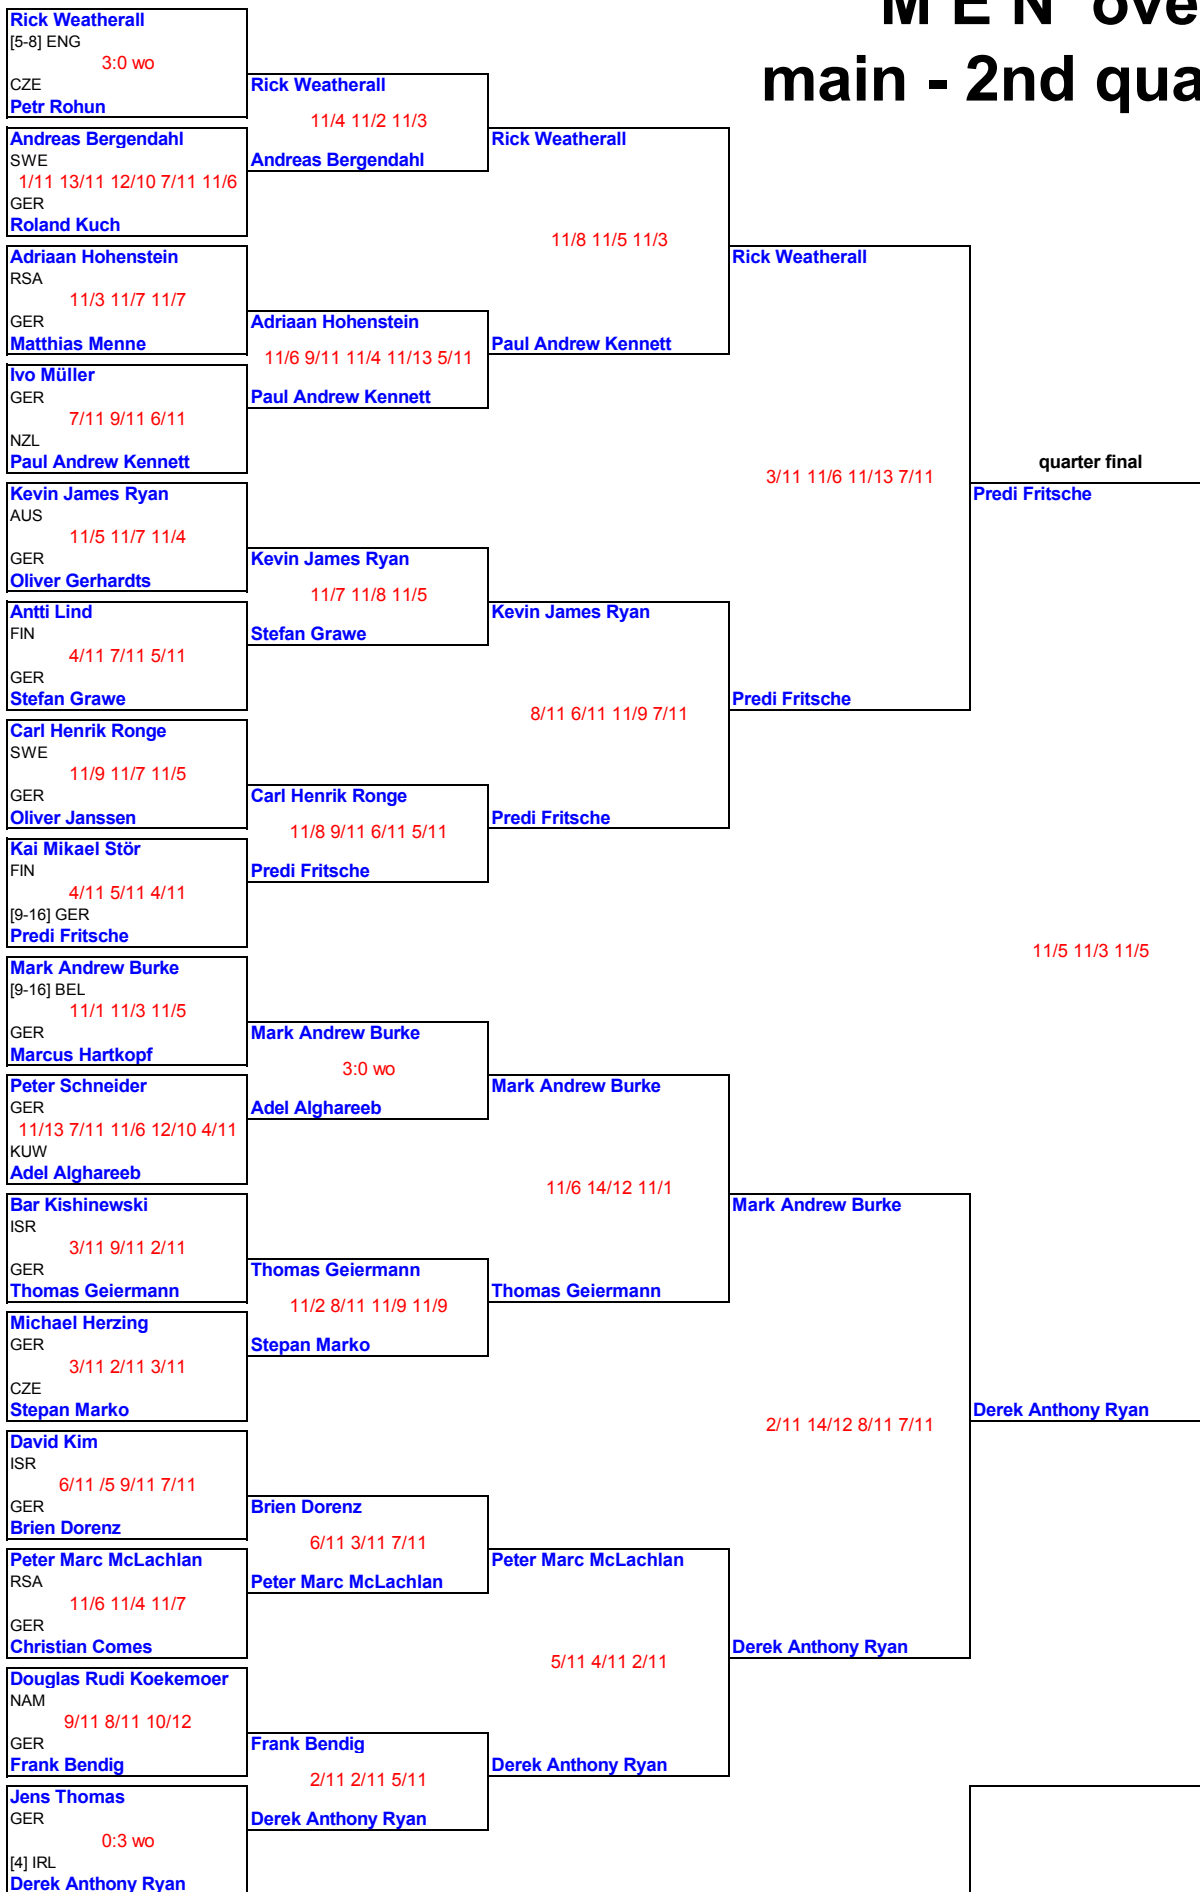 M E N ove
main - 2nd qua
Rick Weatherall
[5-8] ENG
3:0 wo
CZE
Petr Rohun
Andreas Bergendahl
SWE
1/11 13/11 12/10 7/11 11/6
GER
Roland Kuch
Adriaan Hohenstein
RSA
11/3 11/7 11/7
GER
Matthias Menne
Ivo Müller
GER
7/11 9/11 6/11
NZL
Paul Andrew Kennett
Kevin James Ryan
AUS
11/5 11/7 11/4
GER
Oliver Gerhardts
Antti Lind
FIN
4/11 7/11 5/11
GER
Stefan Grawe
Carl Henrik Ronge
SWE
11/9 11/7 11/5
GER
Oliver Janssen
Kai Mikael Stör
FIN
4/11 5/11 4/11
[9-16] GER
Predi Fritsche
Mark Andrew Burke
[9-16] BEL
11/1 11/3 11/5
GER
Marcus Hartkopf
Peter Schneider
GER
11/13 7/11 11/6 12/10 4/11
KUW
Adel Alghareeb
Bar Kishinewski
ISR
3/11 9/11 2/11
GER
Thomas Geiermann
Michael Herzing
GER
3/11 2/11 3/11
CZE
Stepan Marko
David Kim
ISR
6/11 /5 9/11 7/11
GER
Brien Dorenz
Peter Marc McLachlan
RSA
11/6 11/4 11/7
GER
Christian Comes
Douglas Rudi Koekemoer
NAM
9/11 8/11 10/12
GER
Frank Bendig
Jens Thomas
GER
0:3 wo
[4] IRL
Derek Anthony Ryan
Rick Weatherall
11/4 11/2 11/3
Andreas Bergendahl
Adriaan Hohenstein
11/6 9/11 11/4 11/13 5/11
Paul Andrew Kennett
Kevin James Ryan
11/7 11/8 11/5
Stefan Grawe
Carl Henrik Ronge
11/8 9/11 6/11 5/11
Predi Fritsche
Mark Andrew Burke
3:0 wo
Adel Alghareeb
Thomas Geiermann
11/2 8/11 11/9 11/9
Stepan Marko
Brien Dorenz
6/11 3/11 7/11
Peter Marc McLachlan
Frank Bendig
2/11 2/11 5/11
Derek Anthony Ryan
Rick Weatherall
11/8 11/5 11/3
Paul Andrew Kennett
Kevin James Ryan
8/11 6/11 11/9 7/11
Predi Fritsche
Mark Andrew Burke
11/6 14/12 11/1
Thomas Geiermann
Peter Marc McLachlan
5/11 4/11 2/11
Derek Anthony Ryan
Rick Weatherall
3/11 11/6 11/13 7/11
Predi Fritsche
Mark Andrew Burke
2/11 14/12 8/11 7/11
Derek Anthony Ryan
quarter final
Predi Fritsche
11/5 11/3 11/5
Derek Anthony Ryan